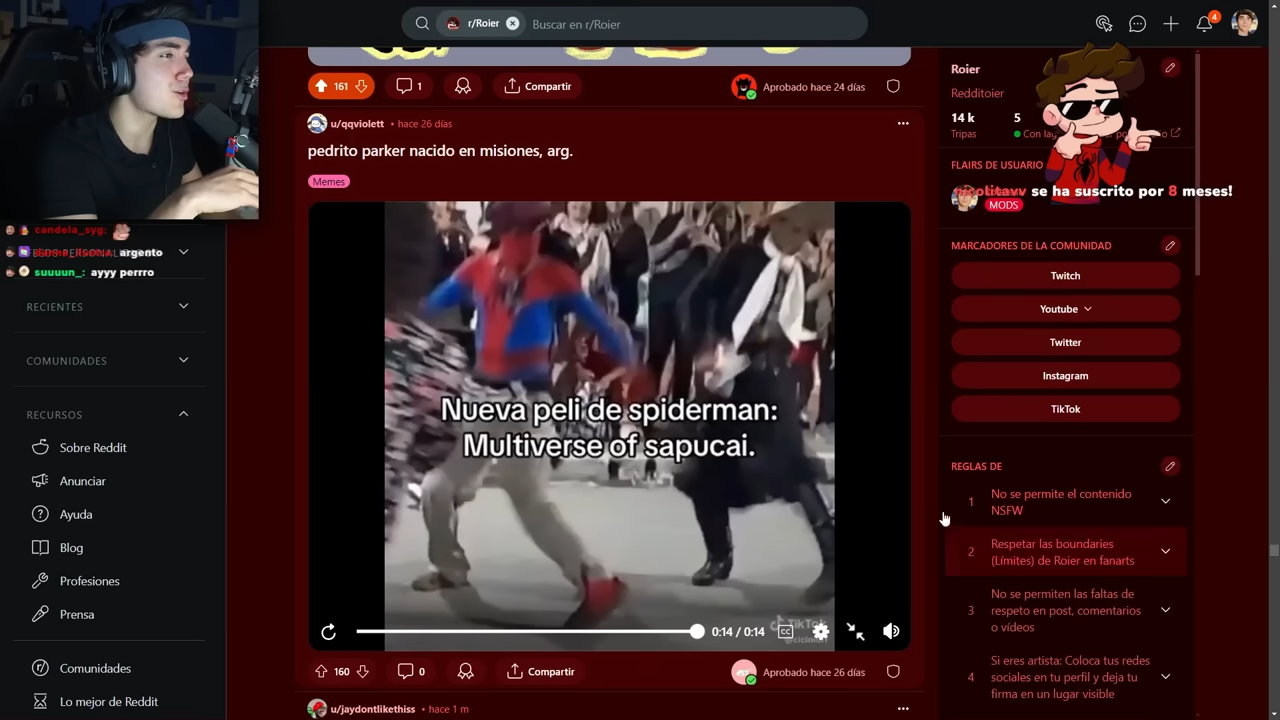 r/Roier
Buscar en r/Roier
4
161
1
Compartir
Aprobado hace 24 días
u/qqviolett • hace 26 días
pedrito parker nacido en misiones, arg.
Memes
Nueva peli de spiderman:
Multiverse of sapucai.
TikTok
0:14 / 0:14
CC
160
0
Compartir
Aprobado hace 26 días
u/jaydontlikethiss • hace 1 m
candela_syg:
argento
suuuun_: ayyy perrro
RECIENTES
COMUNIDADES
RECURSOS
Sobre Reddit
Anunciar
Ayuda
Blog
Profesiones
Prensa
Comunidades
Lo mejor de Reddit
Roier
Redditoier
14 k
5
Tripas
FLAIRS DE USUARIO
se ha suscrito por 8 meses!
MODS
MARCADORES DE LA COMUNIDAD
Twitch
Youtube
Twitter
Instagram
TikTok
REGLAS DE
1
No se permite el contenido
NSFW
2
Respetar las boundaries
(Límites) de Roier en fanarts
3
No se permiten las faltas de
respeto en post, comentarios
o vídeos
4
Si eres artista: Coloca tus redes
sociales en tu perfil y deja tu
firma en un lugar visible